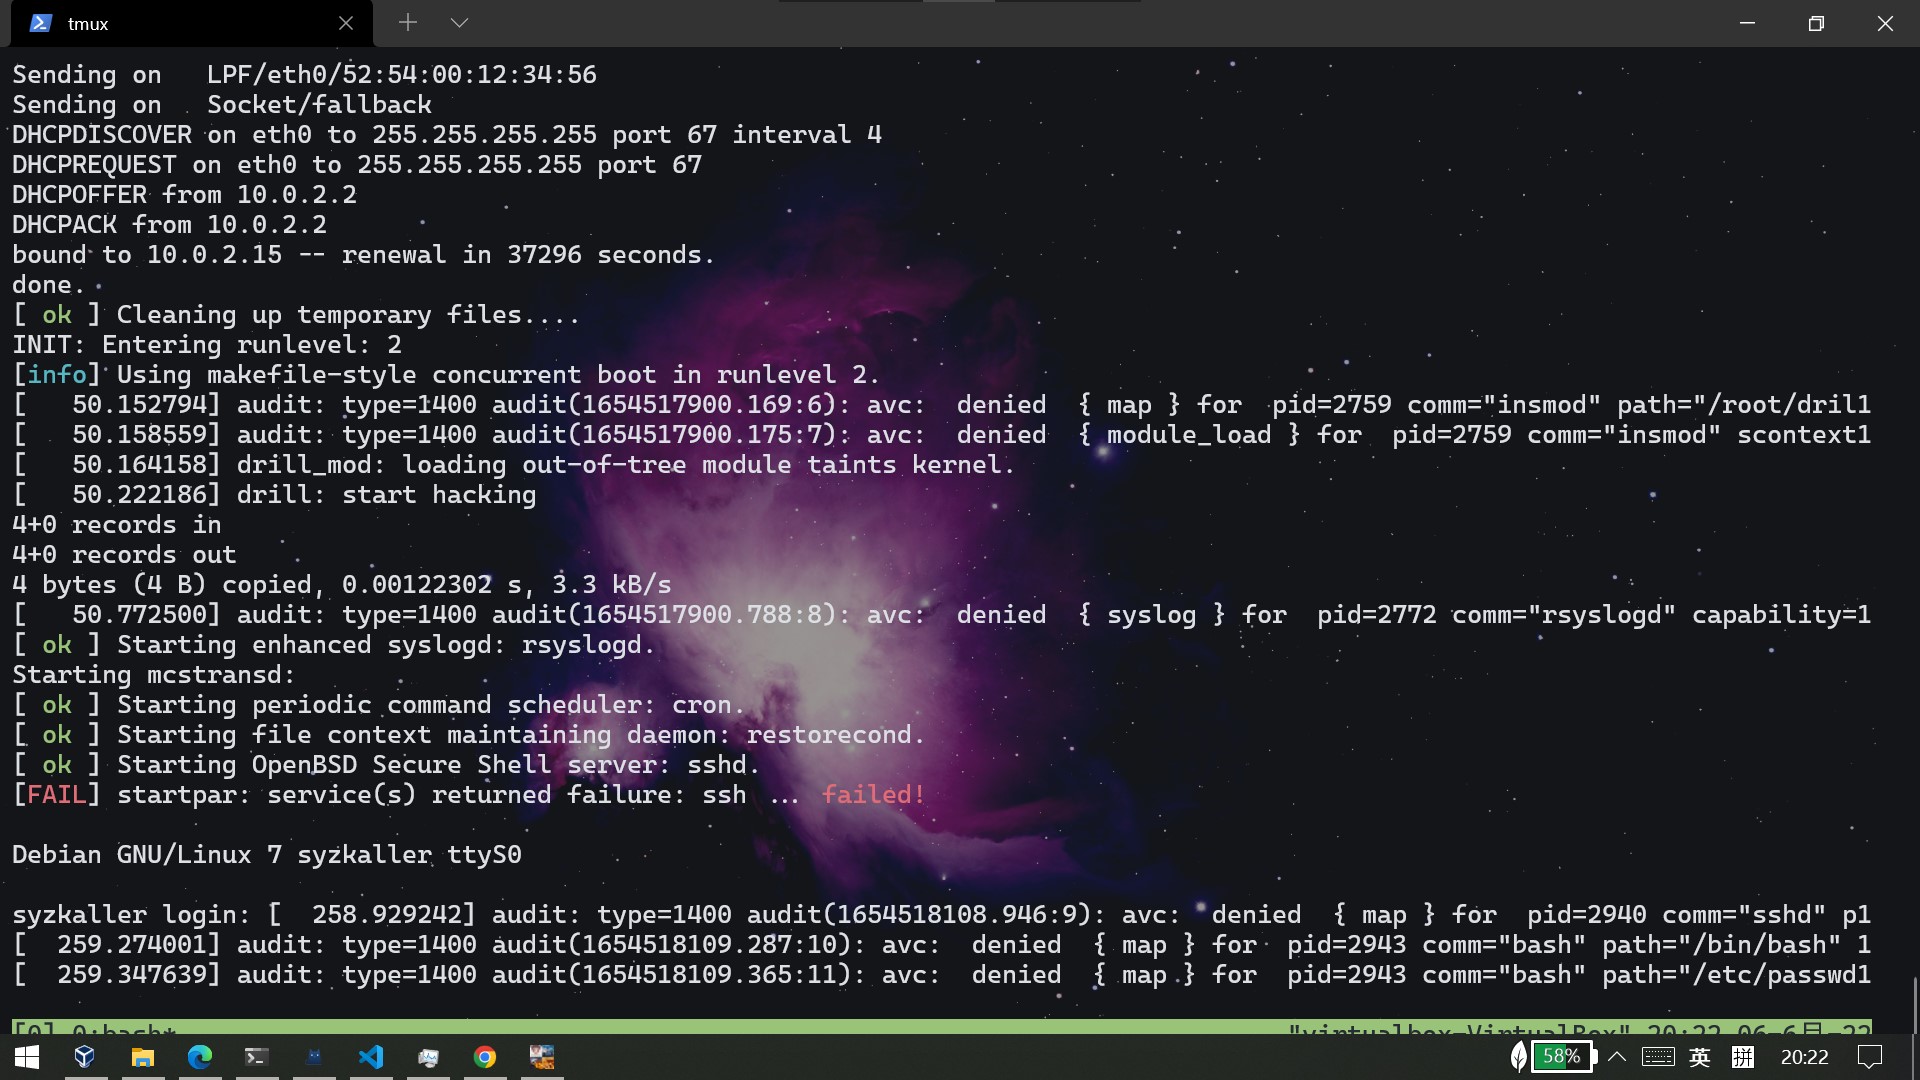 tmux
Sending on   LPF/eth0/52:54:00:12:34:56
Sending on   Socket/fallback
DHCPDISCOVER on eth0 to 255.255.255.255 port 67 interval 4
DHCPREQUEST on eth0 to 255.255.255.255 port 67
DHCPOFFER from 10.0.2.2
DHCPACK from 10.0.2.2
bound to 10.0.2.15 -- renewal in 37296 seconds.
done.
[ ok ] Cleaning up temporary files....
INIT: Entering runlevel: 2
[info] Using makefile-style concurrent boot in runlevel 2.
[   50.152794] audit: type=1400 audit(1654517900.169:6): avc:  denied  { map } for  pid=2759 comm="insmod" path="/root/dril1
[   50.158559] audit: type=1400 audit(1654517900.175:7): avc:  denied  { module_load } for  pid=2759 comm="insmod" scontext1
[   50.164158] drill_mod: loading out-of-tree module taints kernel.
[   50.222186] drill: start hacking
4+0 records in
4+0 records out
4 bytes (4 B) copied, 0.00122302 s, 3.3 kB/s
[   50.772500] audit: type=1400 audit(1654517900.788:8): avc:  denied  { syslog } for  pid=2772 comm="rsyslogd" capability=1
[ ok ] Starting enhanced syslogd: rsyslogd.
Starting mcstransd:
[ ok ] Starting periodic command scheduler: cron.
[ ok ] Starting file context maintaining daemon: restorecond.
[ ok ] Starting OpenBSD Secure Shell server: sshd.
[FAIL] startpar: service(s) returned failure: ssh ... failed!
Debian GNU/Linux 7 syzkaller ttyS0
syzkaller login: [  258.929242] audit: type=1400 audit(1654518108.946:9): avc:  denied  { map } for  pid=2940 comm="sshd" p1
[  259.274001] audit: type=1400 audit(1654518109.287:10): avc:  denied  { map } for  pid=2943 comm="bash" path="/bin/bash" 1
[  259.347639] audit: type=1400 audit(1654518109.365:11): avc:  denied  { map } for  pid=2943 comm="bash" path="/etc/passwd1
[0] 0:bash* "virtualbox-VirtualBox" 20:22 06-6月-22
58% 英 拼 20:22